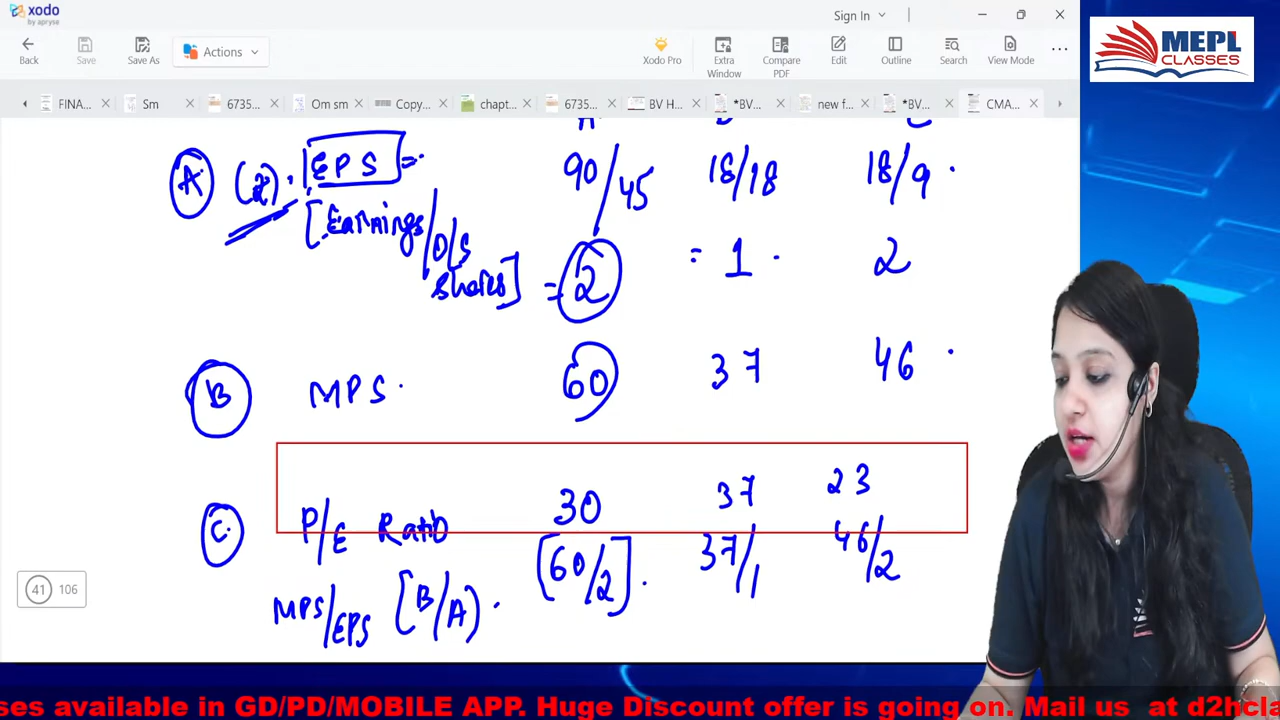 xodo
by apryse
Sign In
Back
Save
Save As
Actions
Xodo Pro
Extra Window
Compare PDF
Edit
Outline
Search
View Mode
MEPL
CLASSES
FINA...
Sm
6735...
Om sm
Copy...
chapt...
6735...
BV H...
*BV...
new f...
*BV...
CMA...
A (i). EPS = 90/45 18/18 18/9
[Earnings/O/S shares] = 2 = 1 2
B MPS. 60 37 46
30 37 23
C P/E Ratio [60/2] 37/1 46/2
MPS/EPS [B/A]
41 106
ses available in GD/PD/MOBILE APP. Huge Discount offer is going on. Mail us at d2hcla